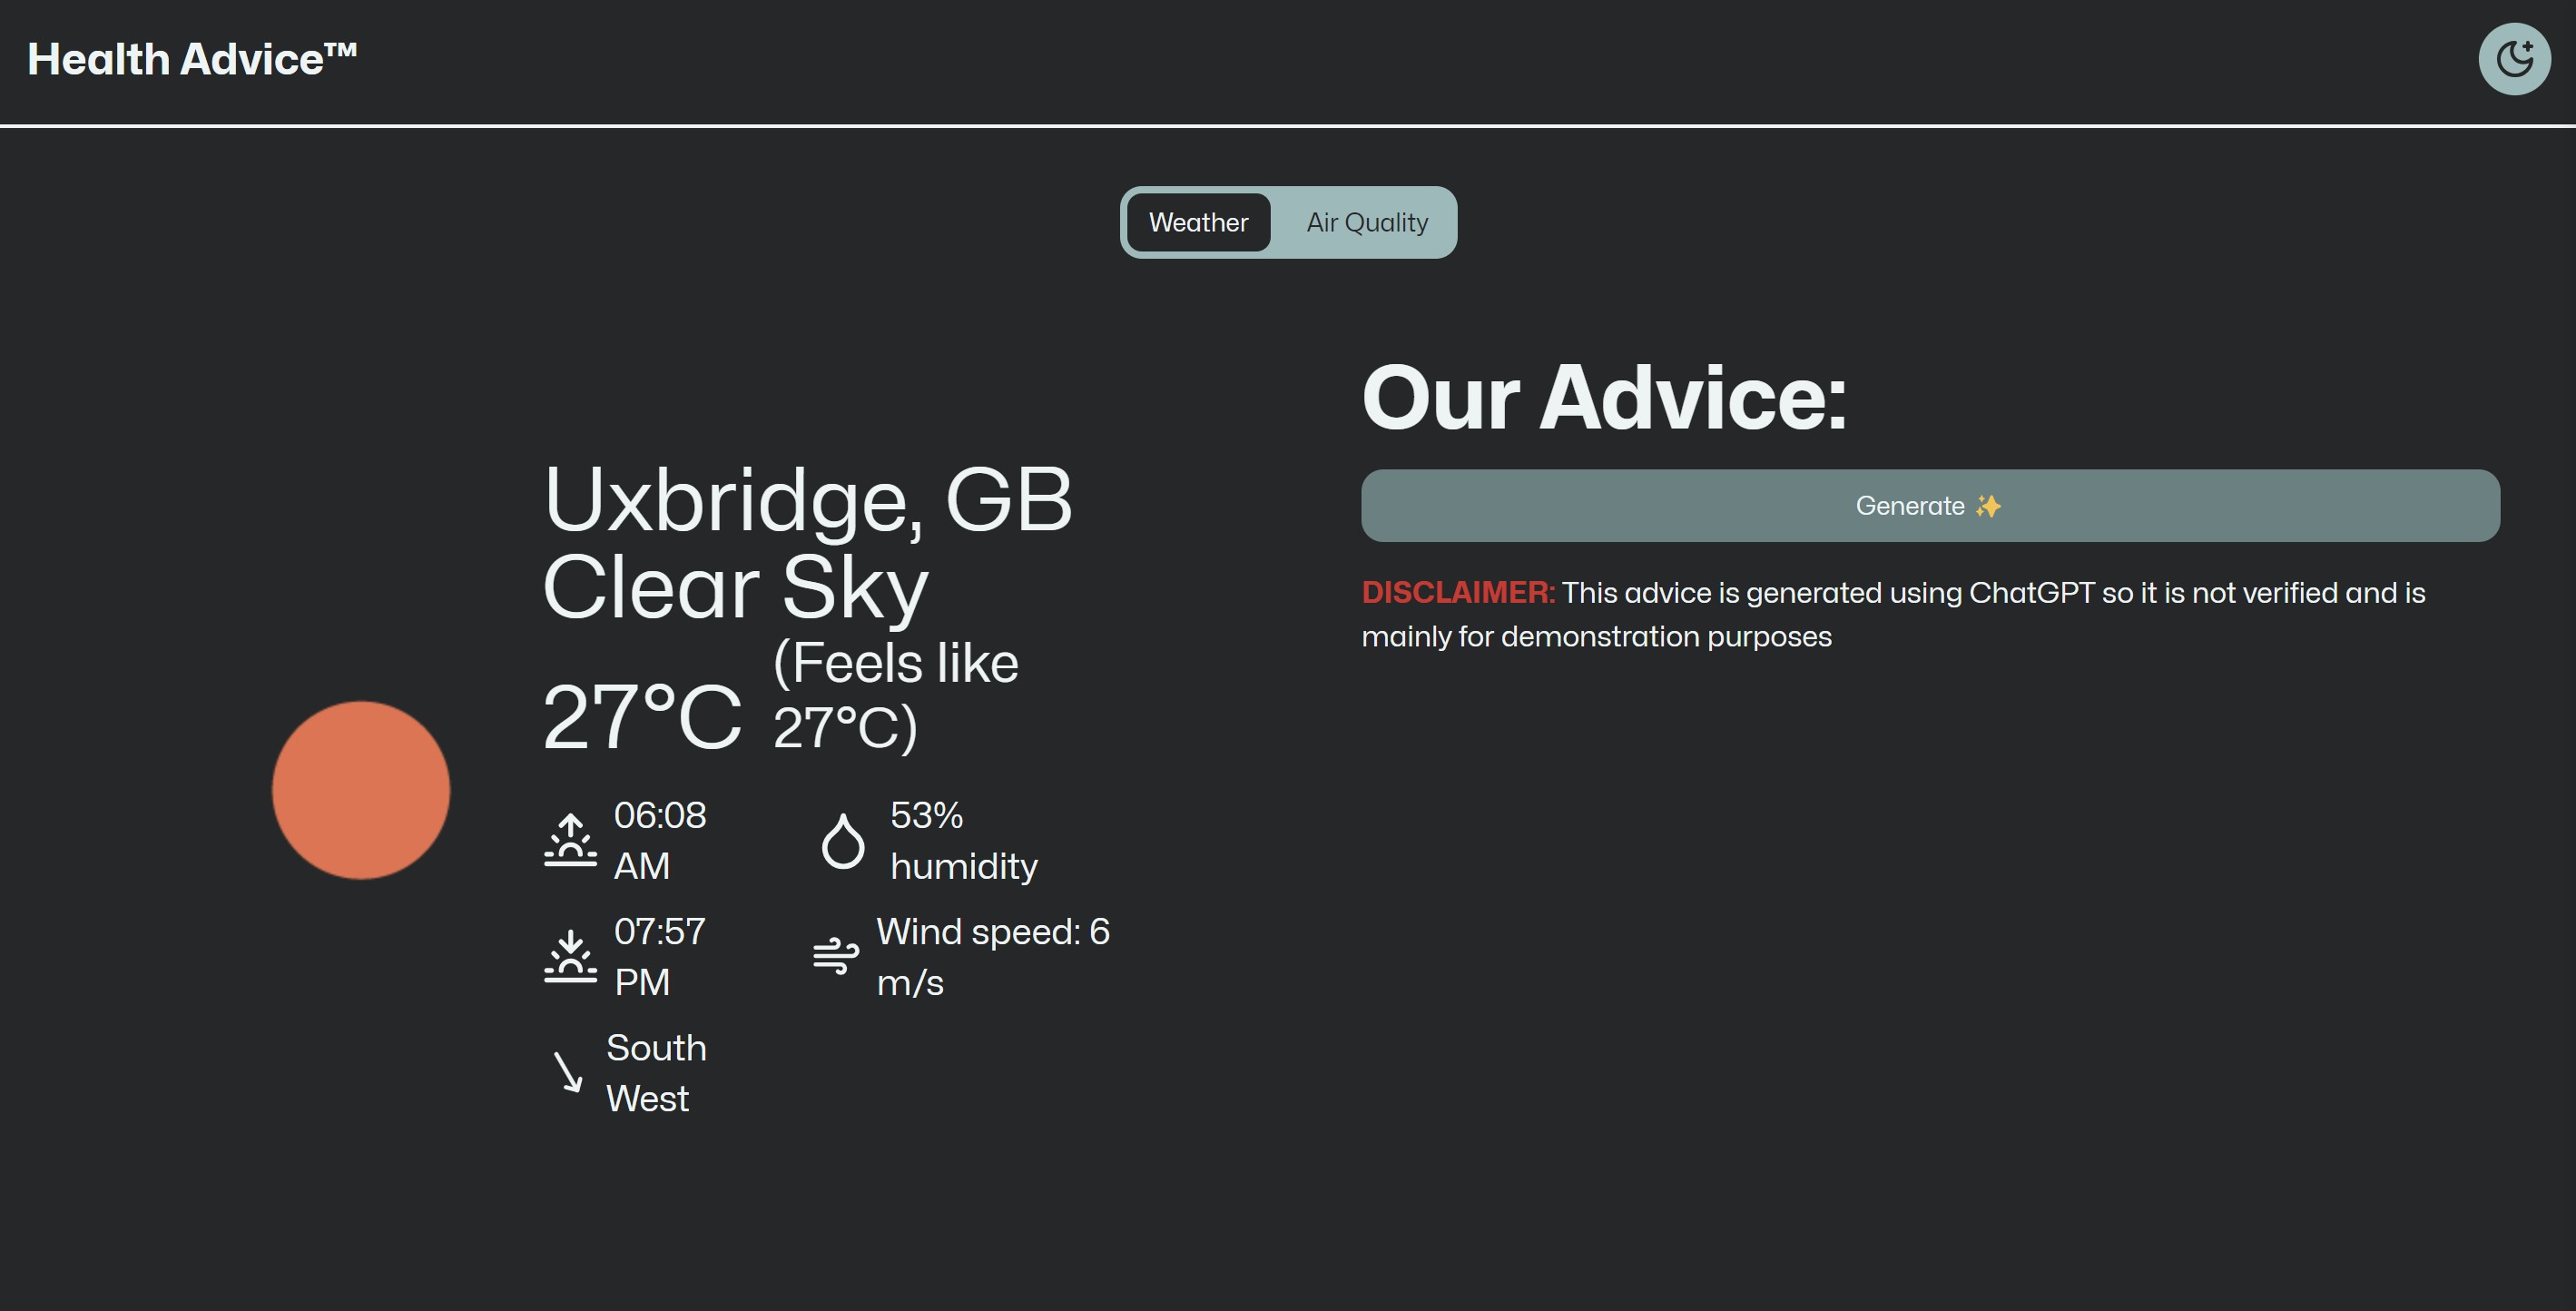 Health Advice™
Weather
Air Quality
Uxbridge, GB
Clear Sky
27°C
(Feels like
27°C)
06:08
AM
53%
humidity
07:57
PM
Wind speed: 6
m/s
South
West
Our Advice:
Generate ✨
DISCLAIMER: This advice is generated using ChatGPT so it is not verified and is
mainly for demonstration purposes